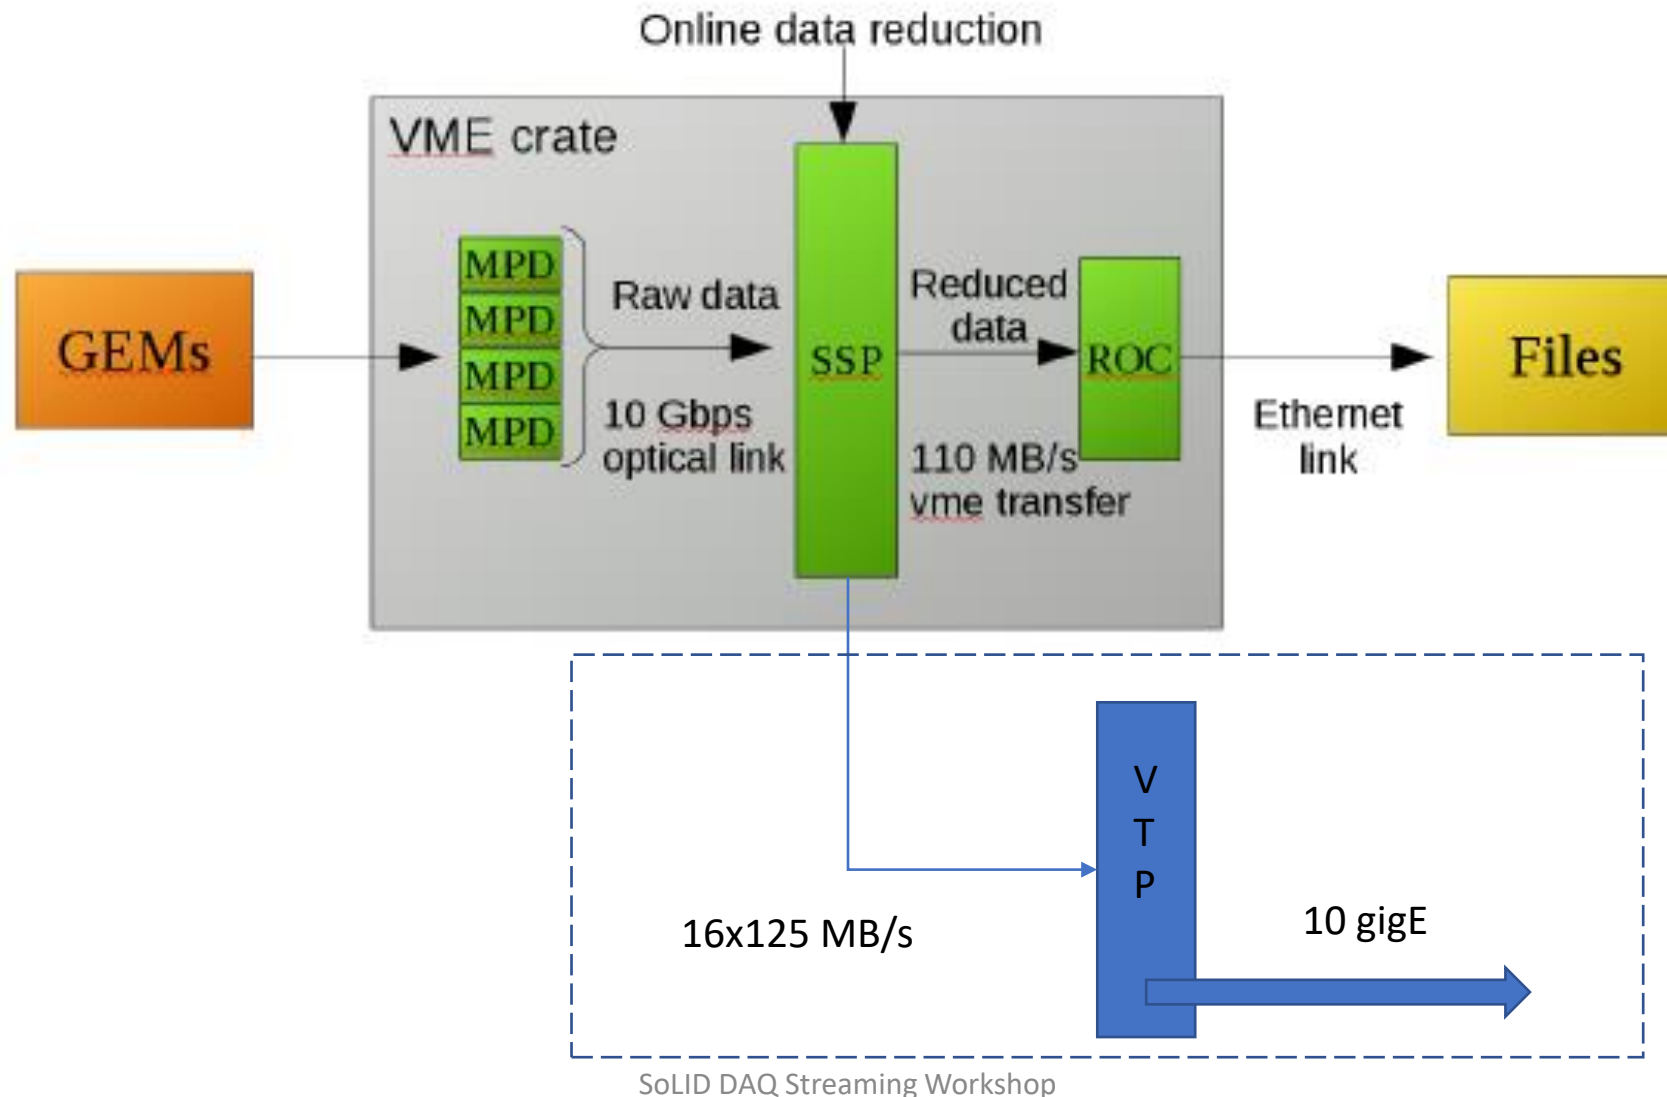 Online data reduction
VME crate
GEMs
MPD
MPD
MPD
MPD
Raw data
10 Gbps
optical link
SSP
Reduced
data
110 MB/s
vme transfer
ROC
Ethernet
link
Files
V
T
P
16x125 MB/s
10 gigE
SoLID DAQ Streaming Workshop